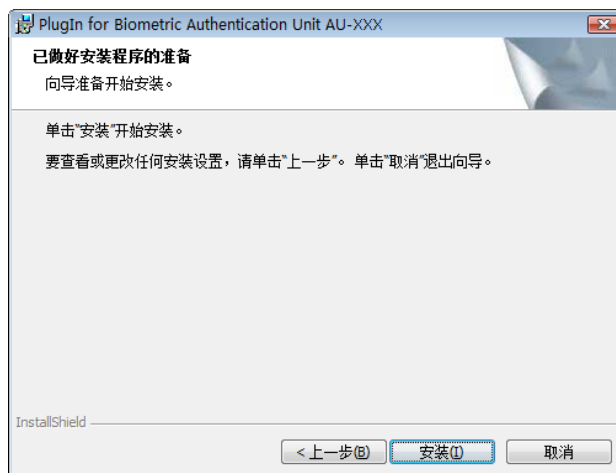 PlugIn for Biometric Authentication Unit AU-XXX
已做好安装程序的准备
向导准备开始安装。
单击"安装"开始安装。
要查看或更改任何安装设置，请单击"上一步"。 单击"取消"退出向导。
InstallShield
< 上一步(B) 安装(I) 取消